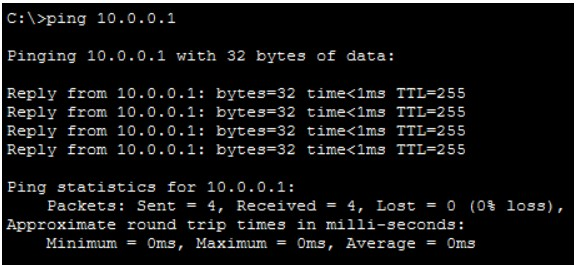 C:\>ping 10.0.0.1
Pinging 10.0.0.1 with 32 bytes of data:
Reply from 10.0.0.1: bytes=32 time<1ms TTL=255
Reply from 10.0.0.1: bytes=32 time<1ms TTL=255
Reply from 10.0.0.1: bytes=32 time<1ms TTL=255
Reply from 10.0.0.1: bytes=32 time<1ms TTL=255
Ping statistics for 10.0.0.1:
Packets: Sent = 4, Received = 4, Lost = 0 (0% loss),
Approximate round trip times in milli-seconds:
Minimum = 0ms, Maximum = 0ms, Average = 0ms